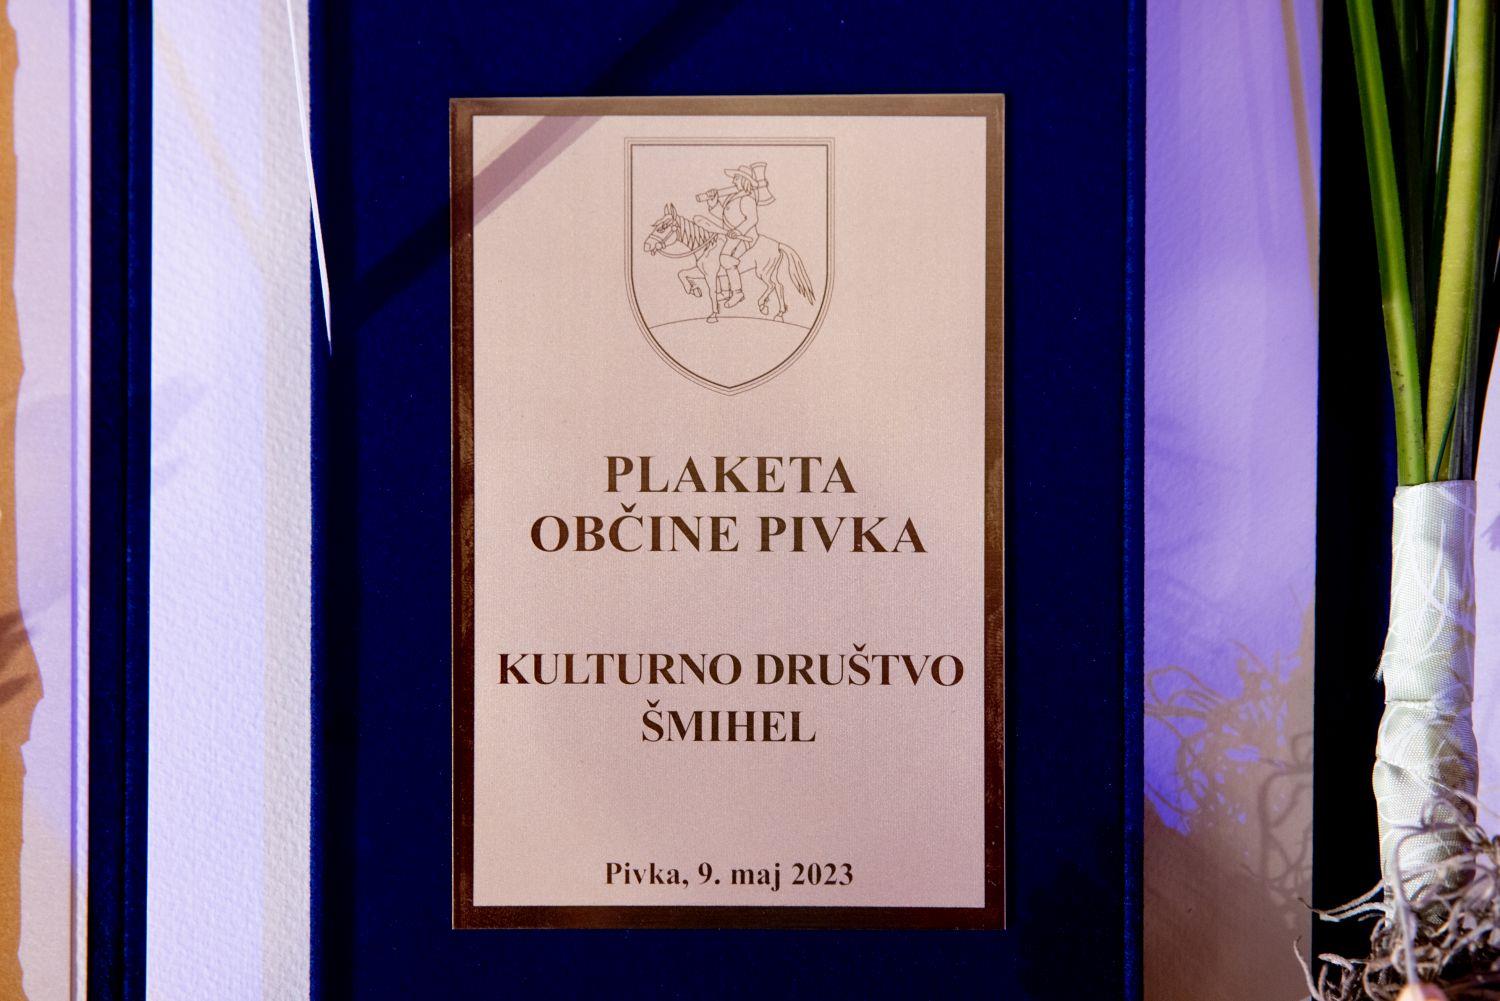 PLAKETA
OBČINE PIVKA
KULTURNO DRUŠTVO
ŠMIHEL
Pivka, 9. maj 2023